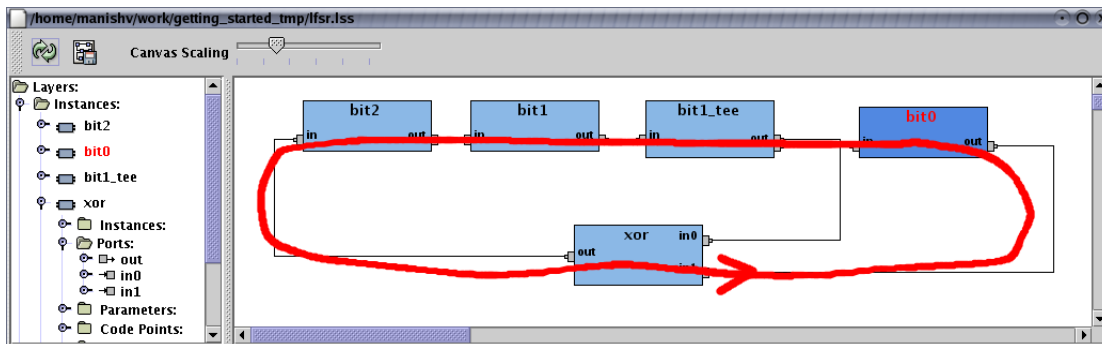 /home/manishv/work/getting_started_tmp/lfsr.lss
Canvas Scaling
Layers:
Instances:
bit2
bit0
bit1_tee
xor
Instances:
Ports:
out
in0
in1
Parameters:
Code Points:
bit2
in out
bit1
out
bit1_tee
in out
bit0
in out
xor
out in0
in1